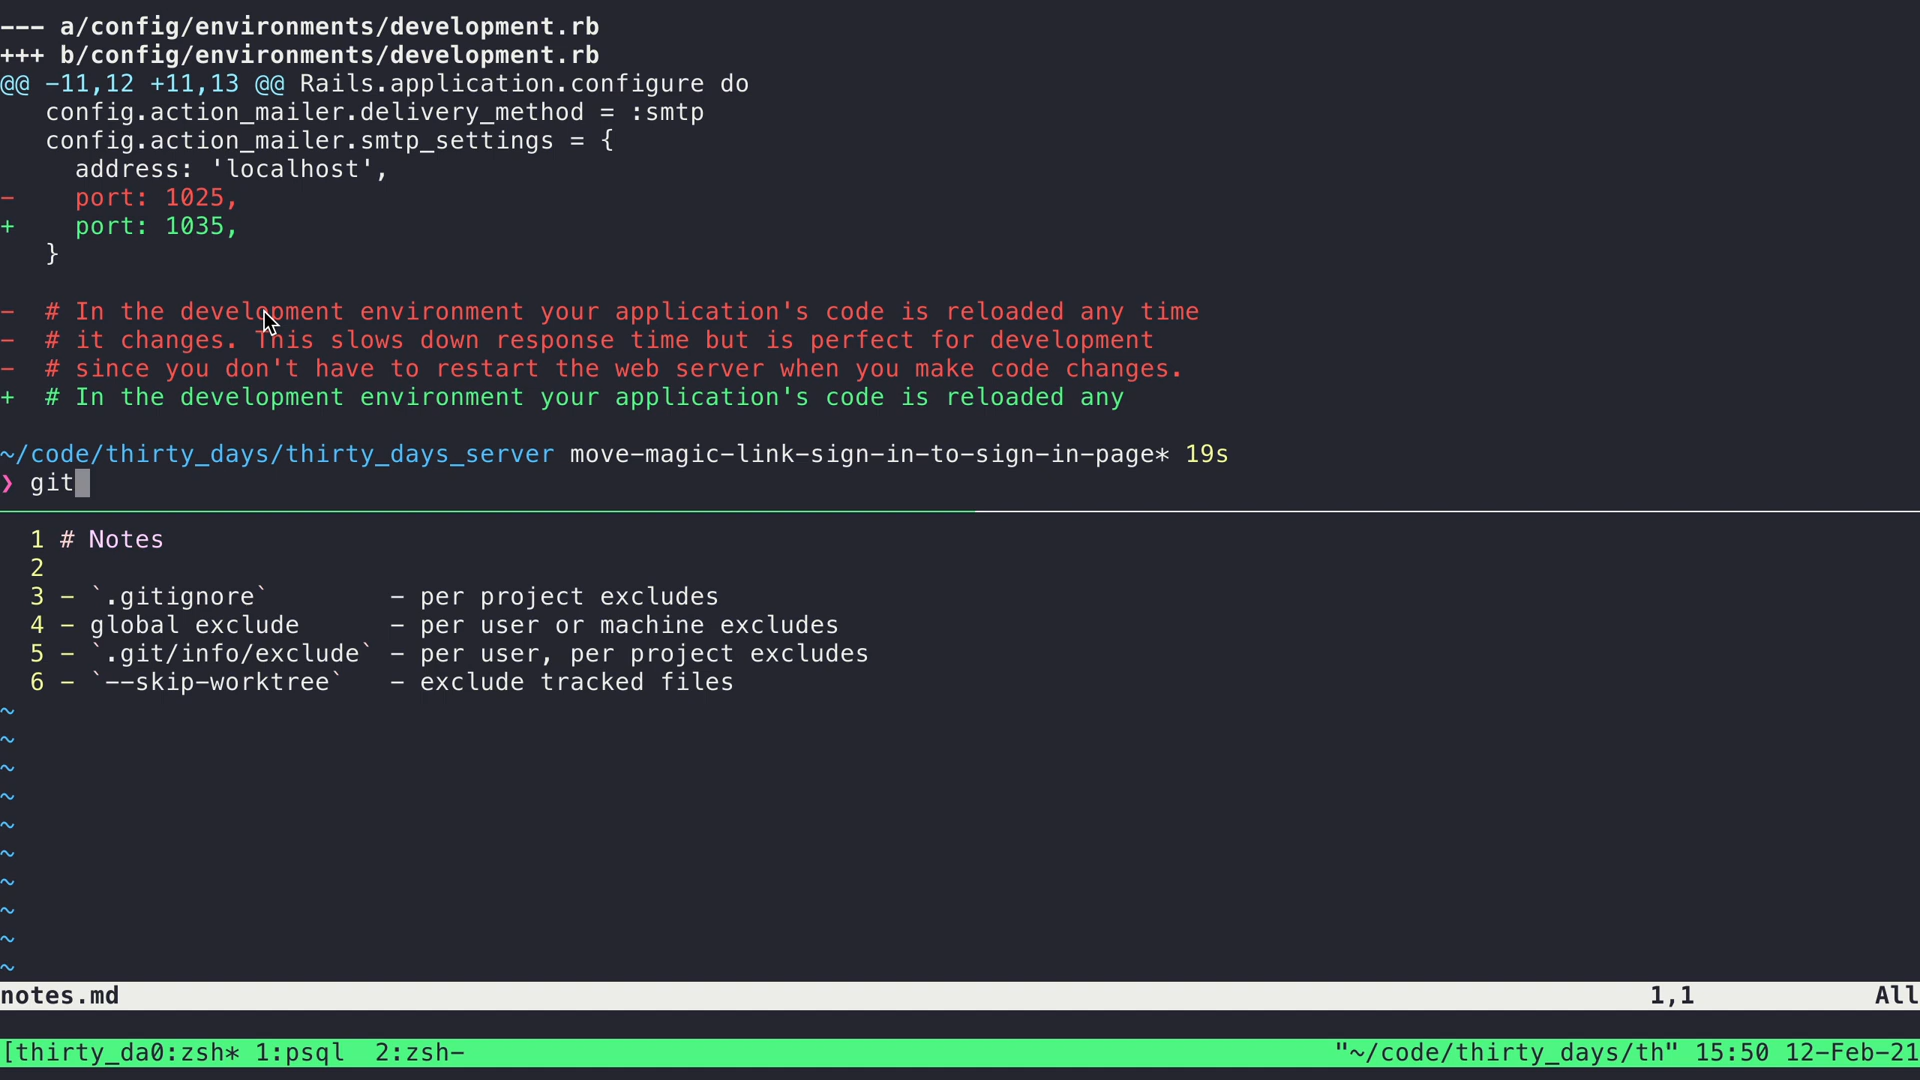 --- a/config/environments/development.rb
+++ b/config/environments/development.rb
@@ -11,12 +11,13 @@ Rails.application.configure do
   config.action_mailer.delivery_method = :smtp
   config.action_mailer.smtp_settings = {
     address: 'localhost',
-    port: 1025,
+    port: 1035,
   }
-  # In the development environment your application's code is reloaded any time
-  # it changes. This slows down response time but is perfect for development
-  # since you don't have to restart the web server when you make code changes.
+  # In the development environment your application's code is reloaded any
~/code/thirty_days/thirty_days_server move-magic-link-sign-in-to-sign-in-page* 19s
❯ git
  1 # Notes
  2
  3 - `.gitignore`        - per project excludes
  4 - global exclude      - per user or machine excludes
  5 - `.git/info/exclude` - per user, per project excludes
  6 - `--skip-worktree`   - exclude tracked files
~
~
~
~
~
~
~
~
~
~
notes.md 1,1 All
[thirty_da0:zsh* 1:psql  2:zsh- "~/code/thirty_days/th" 15:50 12-Feb-21